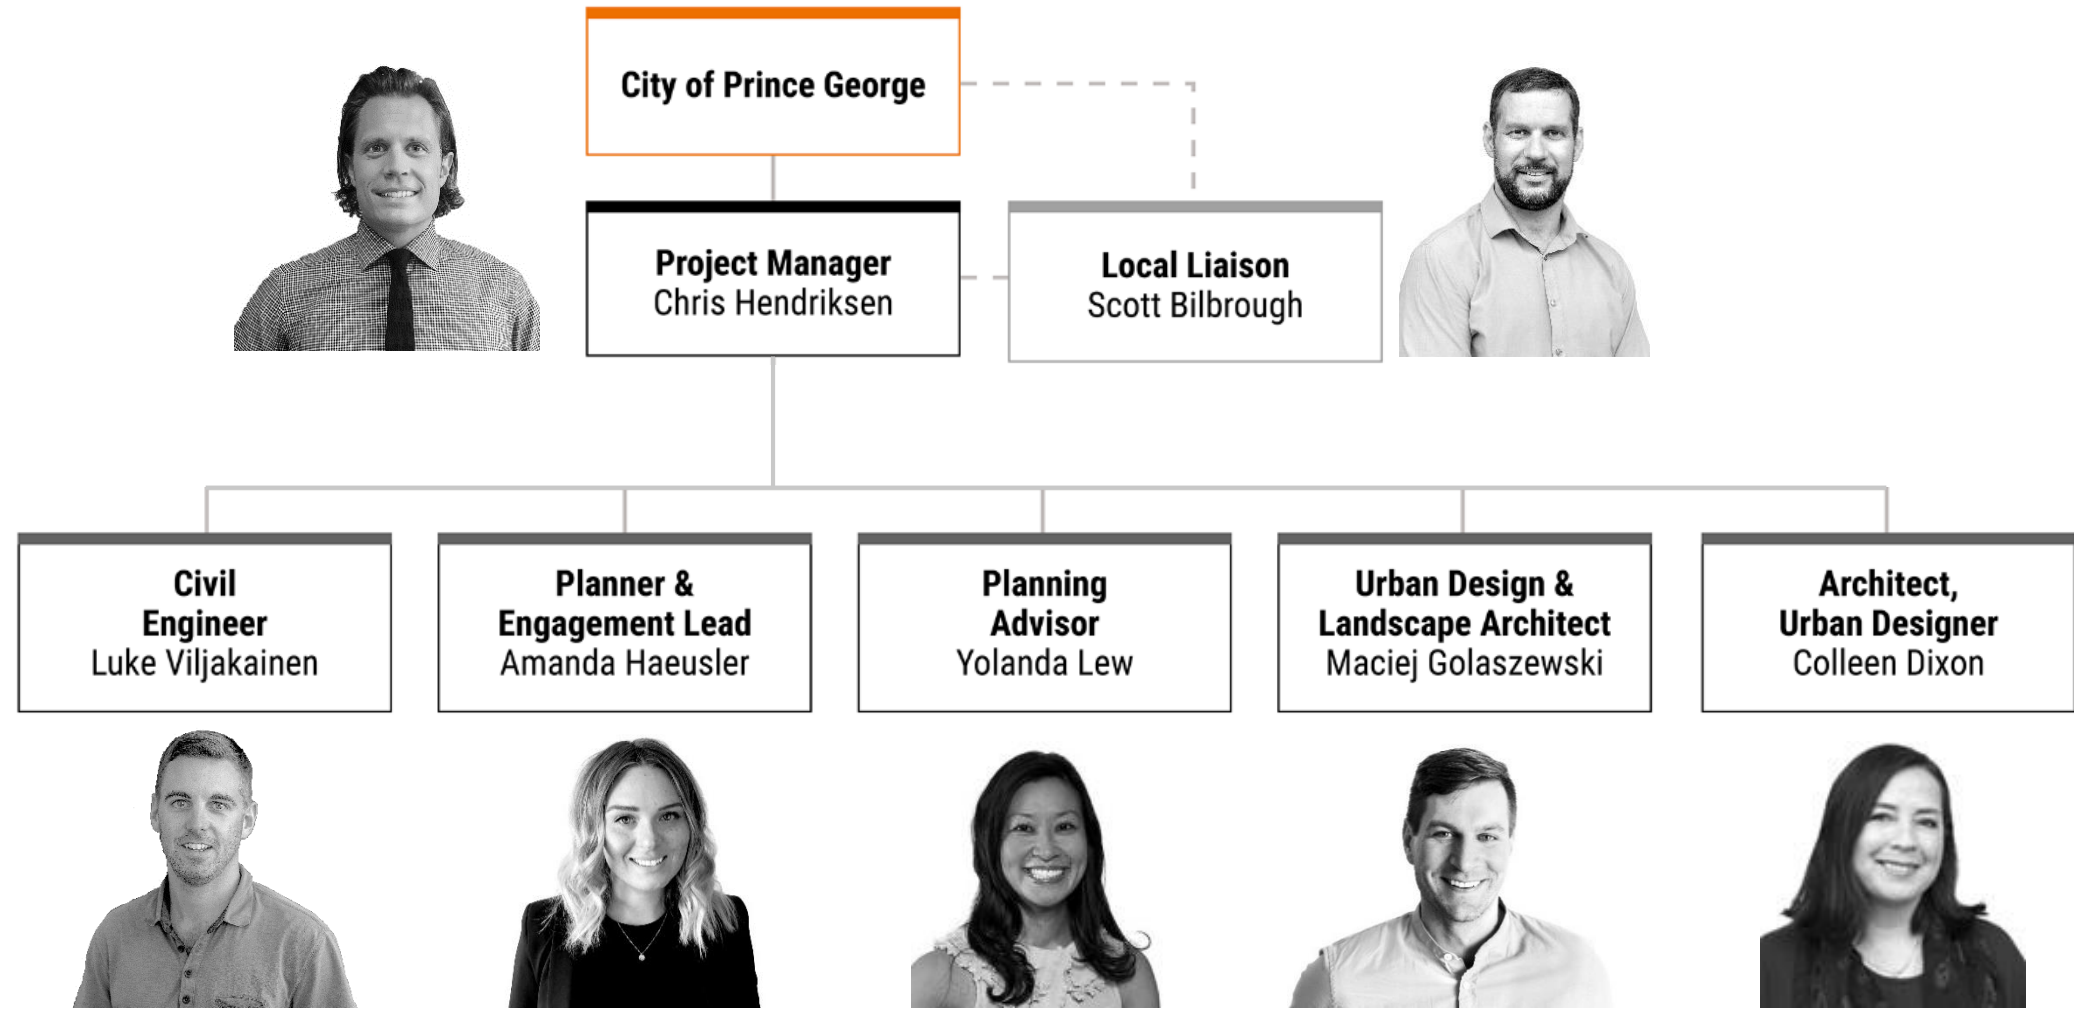 City of Prince George
Project Manager
Chris Hendriksen
Local Liaison
Scott Bilbrough
Civil
Engineer
Luke Viljakainen
Planner &
Engagement Lead
Amanda Haeusler
Planning
Advisor
Yolanda Lew
Urban Design &
Landscape Architect
Maciej Golaszewski
Architect,
Urban Designer
Colleen Dixon